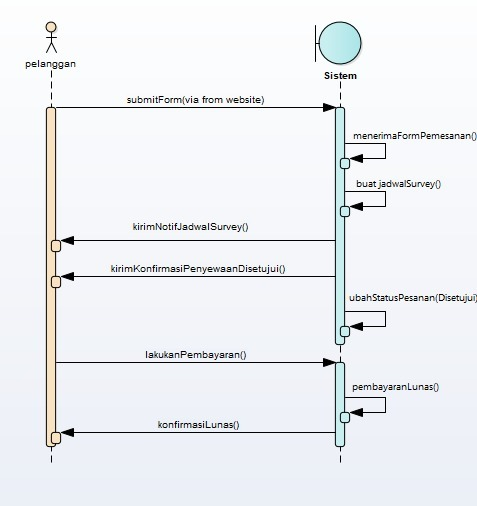 pelanggan
Sistem
submitForm(via from website)
menerimaFormPemesanan()
buat jadwalSurvey()
kirimNotifJadwalSurvey()
kirimKonfirmasiPenyewaanDisetujui()
ubahStatusPesanan(Disetujui)
lakukanPembayaran()
pembayaranLunas()
konfirmasiLunas()